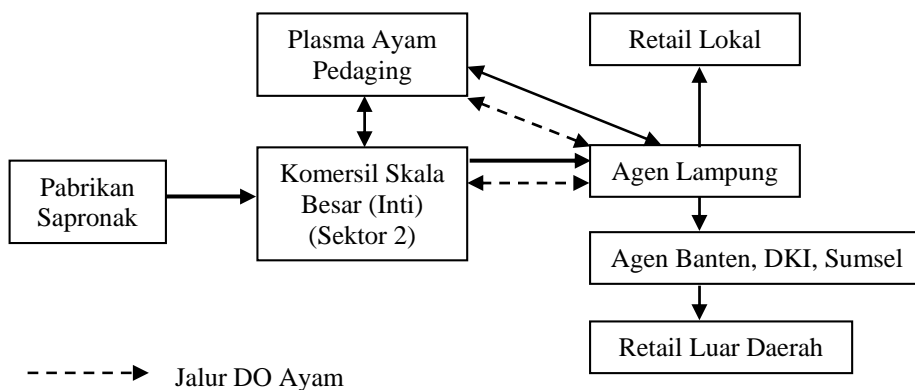 Plasma Ayam
Pedaging
Retail Lokal
Pabrikan
Sapronak
Komersil Skala
Besar (Inti)
(Sektor 2)
Agen Lampung
Agen Banten, DKI, Sumsel
Retail Luar Daerah
Jalur DO Ayam